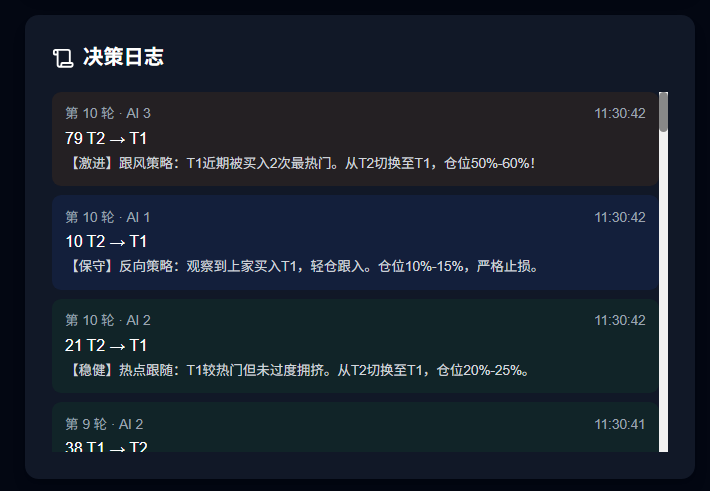 决策日志
第 10 轮 · AI 3 11:30:42
79 T2 → T1
【激进】跟风策略：T1近期被买入2次最热门。从T2切换至T1，仓位50%-60%！
第 10 轮 · AI 1 11:30:42
10 T2 → T1
【保守】反向策略：观察到上家买入T1，轻仓跟入。仓位10%-15%，严格止损。
第 10 轮 · AI 2 11:30:42
21 T2 → T1
【稳健】热点跟随：T1较热门但未过度拥挤。从T2切换至T1，仓位20%-25%。
第 9 轮 · AI 2 11:30:41
38 T1 → T2